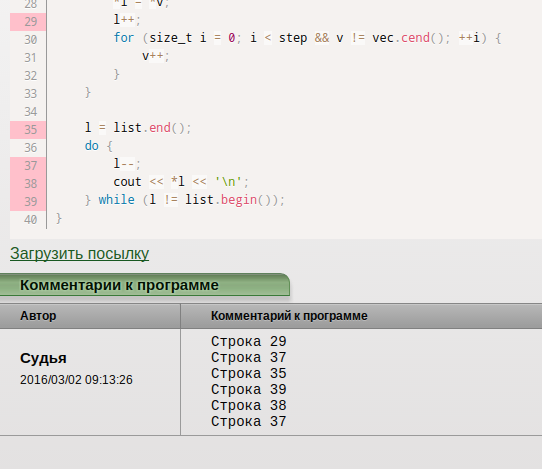 28 *l = *v;
29 l++;
30 for (size_t i = 0; i < step && v != vec.cend(); ++i) {
31 v++;
32 }
33 }
34
35 l = list.end();
36 do {
37 l--;
38 cout << *l << '\n';
39 } while (l != list.begin());
40 }
Загрузить посылку
Комментарии к программе
Автор Комментарий к программе
Судья
2016/03/02 09:13:26
Строка 29
Строка 37
Строка 35
Строка 39
Строка 38
Строка 37